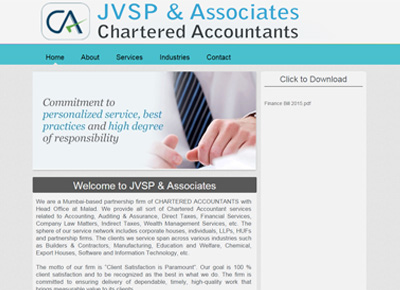 CA
JVSP & Associates
Chartered Accountants
Home About Services Industries Contact
Commitment to
personalized service, best
practices and high degree
of responsibility
Click to Download
Finance Bill 2015.pdf
Welcome to JVSP & Associates
We are a Mumbai-based partnership firm of CHARTERED ACCOUNTANTS with
Head Office at Malad. We provide all sort of Chartered Accountant services
related to Accounting, Auditing & Assurance, Direct Taxes, Financial Services,
Company Law Matters, Indirect Taxes, Wealth Management Services, etc. The
sphere of our service network includes corporate houses, individuals, LLPs, HUFs
and partnership firms. The clients we service span across various industries such
as Builders & Contractors, Manufacturing, Education and Welfare, Chemical,
Export Houses, Software and Information Technology, etc.
The motto of our firm is "Client Satisfaction is Paramount". Our goal is 100 %
client satisfaction and to be recognized as the best in what we do. The firm is
committed to ensuring delivery of dependable, timely, high-quality work that
brings measurable value to its clients.